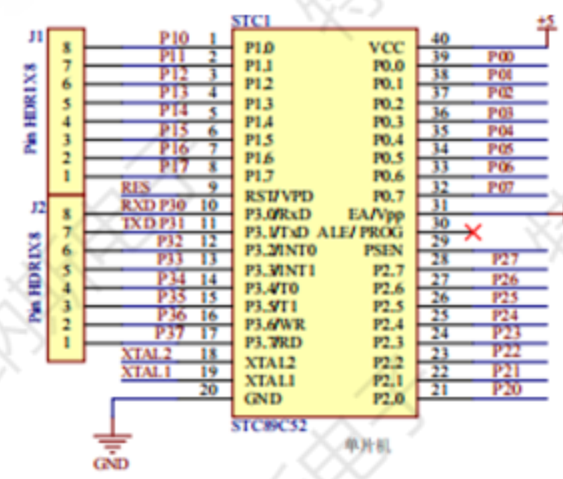 STC1
+5
J1
Pin HDR1X8
8
7
6
5
4
3
2
1
P10 1 P1.0 VCC 40
P11 2 P1.1 P0.0 39 P00
P12 3 P1.2 P0.1 38 P01
P13 4 P1.3 P0.2 37 P02
P14 5 P1.4 P0.3 36 P03
P15 6 P1.5 P0.4 35 P04
P16 7 P1.6 P0.5 34 P05
P17 8 P1.7 P0.6 33 P06
RES 9 RST/VPD P0.7 32 P07
J2
Pin HDR1X8
8
7
6
5
4
3
2
1
RXD P30 10 P3.0/RxD EA/Vpp 31
TXD P31 11 P3.1/TxD ALE/PROG 30
P32 12 P3.2/INT0 PSEN 29
P33 13 P3.3/INT1 P2.7 28 P27
P34 14 P3.4/T0 P2.6 27 P26
P35 15 P3.5/T1 P2.5 26 P25
P36 16 P3.6/WR P2.4 25 P24
P37 17 P3.7/RD P2.3 24 P23
XTAL2 18 XTAL2 P2.2 23 P22
XTAL1 19 XTAL1 P2.1 22 P21
20 GND P2.0 21 P20
STC89C52
单片机
GND